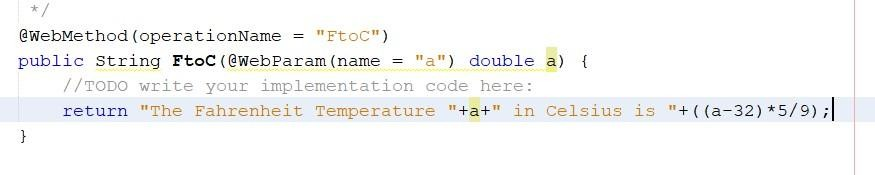 */
@WebMethod(operationName = "FtoC")
public String FtoC(@WebParam(name = "a") double a) {
//TODO write your implementation code here:
return "The Fahrenheit Temperature "+a+" in Celsius is "+((a-32)*5/9);
}